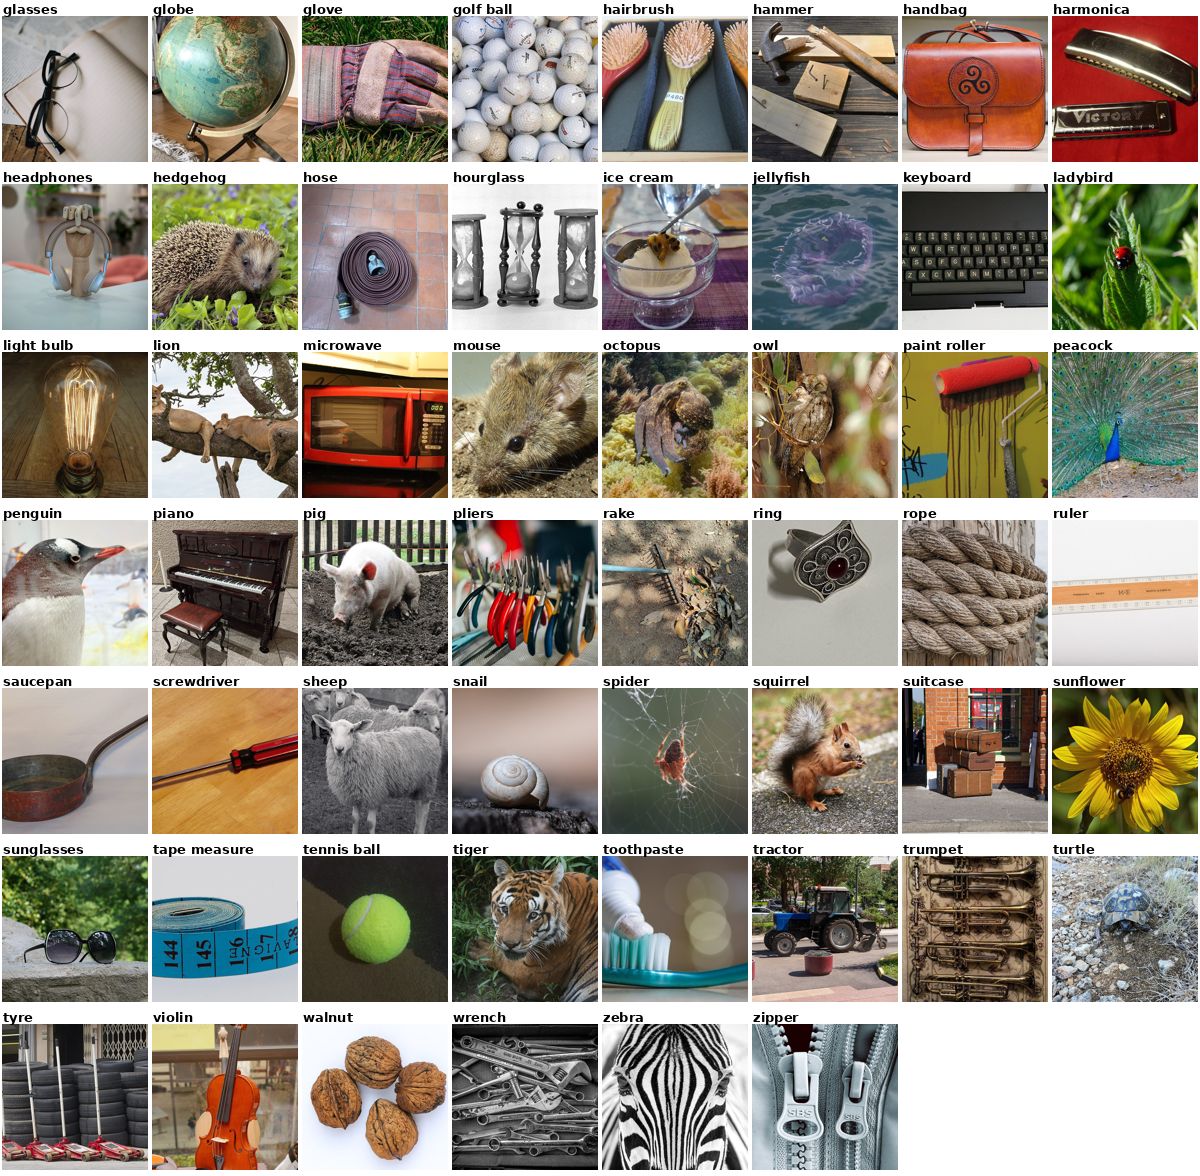 glasses globe glove golf ball hairbrush hammer handbag harmonica
VICTORY
headphones hedgehog hose hourglass ice cream jellyfish keyboard ladybird
W E R T Y U I O P
A S D F G H J K L
Z X C V B N M
light bulb lion microwave mouse octopus owl paint roller peacock
penguin piano pig pliers rake ring rope ruler
saucepan screwdriver sheep snail spider squirrel suitcase sunflower
sunglasses tape measure tennis ball tiger toothpaste tractor trumpet turtle
144 145 146 147
tyre violin walnut wrench zebra zipper
SBS SBS